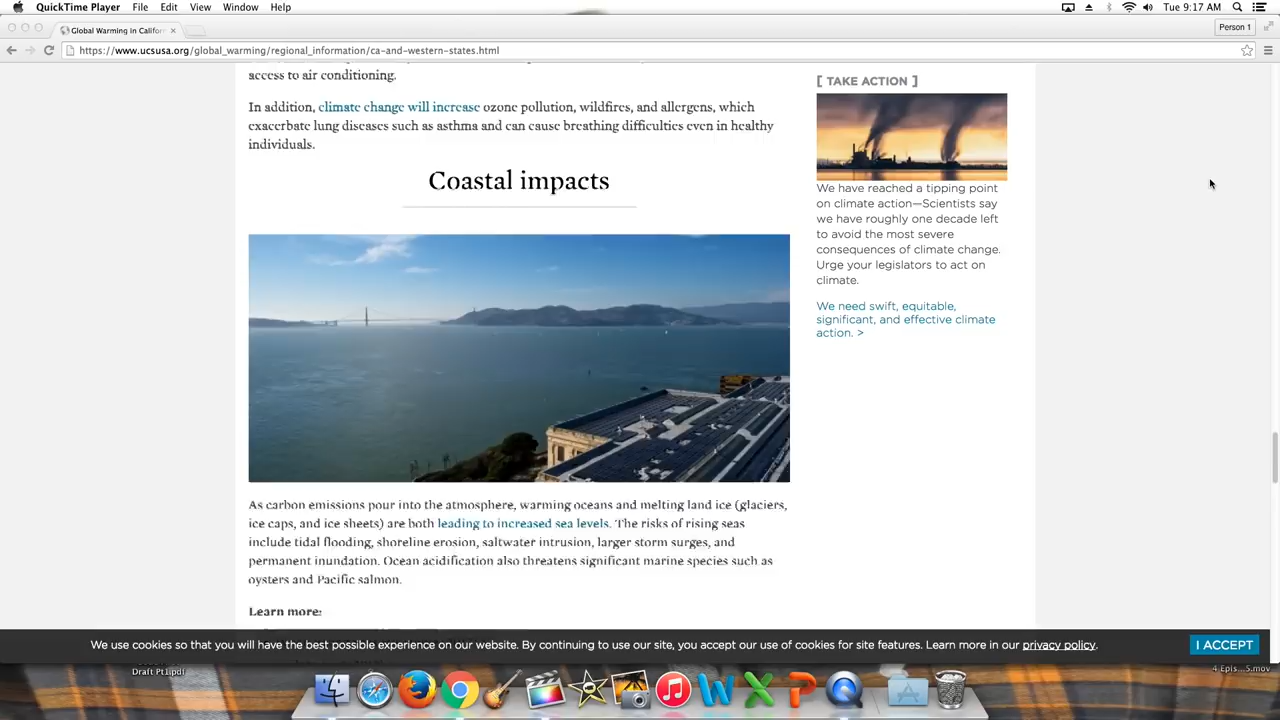 QuickTime Player File Edit View Window Help
Tue 9:17 AM
Global Warming in Califor
Person 1
https://www.ucsusa.org/global_warming/regional_information/ca-and-western-states.html
access to air conditioning.
In addition, climate change will increase ozone pollution, wildfires, and allergens, which
exacerbate lung diseases such as asthma and can cause breathing difficulties even in healthy
individuals.
Coastal impacts
As carbon emissions pour into the atmosphere, warming oceans and melting land ice (glaciers,
ice caps, and ice sheets) are both leading to increased sea levels. The risks of rising seas
include tidal flooding, shoreline erosion, saltwater intrusion, larger storm surges, and
permanent inundation. Ocean acidification also threatens significant marine species such as
oysters and Pacific salmon.
Learn more:
[ TAKE ACTION ]
We have reached a tipping point
on climate action—Scientists say
we have roughly one decade left
to avoid the most severe
consequences of climate change.
Urge your legislators to act on
climate.
We need swift, equitable,
significant, and effective climate
action. >
We use cookies so that you will have the best possible experience on our website. By continuing to use our site, you accept our use of cookies for site features. Learn more in our privacy policy.
I ACCEPT
Draft Pt1.pdf
4 Epis...5.mov